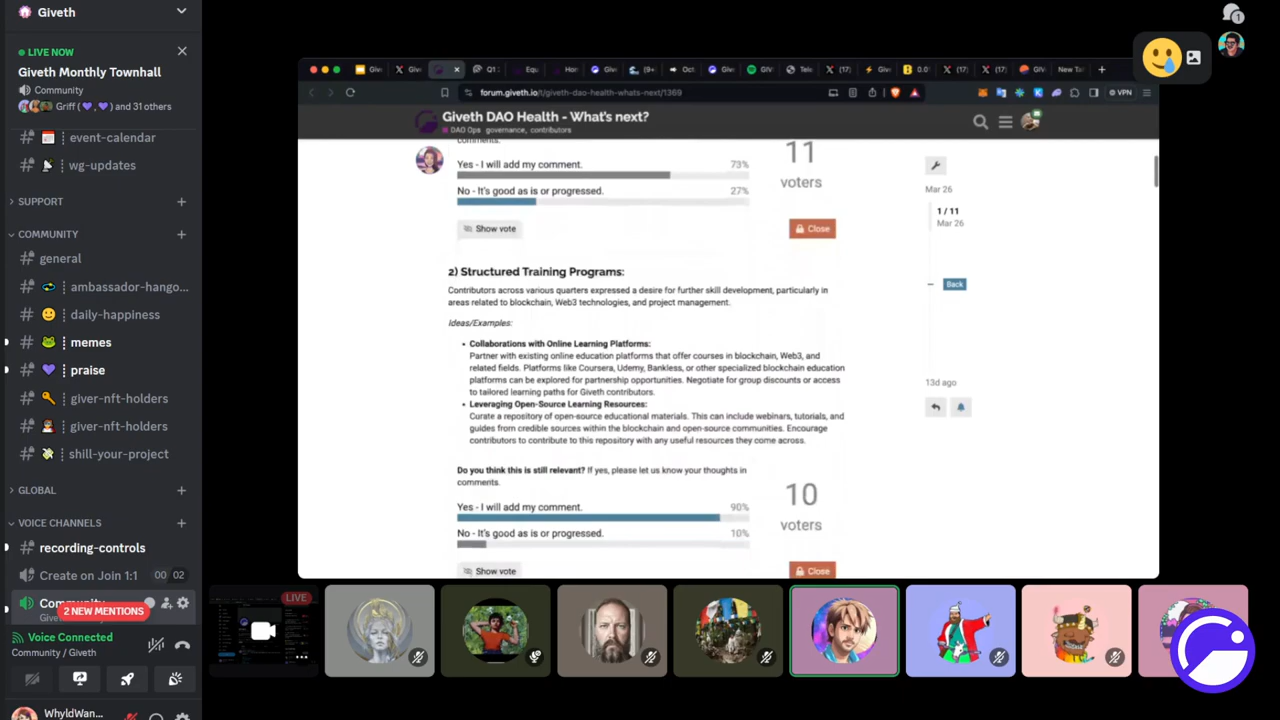 Giveth
LIVE NOW
Giveth Monthly Townhall
Community
Griff (💜,💜) and 31 others
event-calendar
wg-updates
SUPPORT
COMMUNITY
general
ambassador-hango...
daily-happiness
memes
praise
giver-nft-holders
giver-nft-holders
shill-your-project
GLOBAL
VOICE CHANNELS
recording-controls
Create on Join 1:1 00 02
2 NEW MENTIONS
Voice Connected
Community / Giveth
WhyldWan...
forum.giveth.io/t/giveth-dao-health-whats-next/1369
VPN
Giveth DAO Health - What's next?
DAO Ops governance, contributors
comments.
Yes - I will add my comment. 73%
No - It's good as is or progressed. 27%
11
voters
Show vote
Close
2) Structured Training Programs:
Contributors across various quarters expressed a desire for further skill development, particularly in
areas related to blockchain, Web3 technologies, and project management.
Ideas/Examples:
• Collaborations with Online Learning Platforms:
Partner with existing online education platforms that offer courses in blockchain, Web3, and
related fields. Platforms like Coursera, Udemy, Bankless, or other specialized blockchain education
platforms can be explored for partnership opportunities. Negotiate for group discounts or access
to tailored learning paths for Giveth contributors.
• Leveraging Open-Source Learning Resources:
Curate a repository of open-source educational materials. This can include webinars, tutorials, and
guides from credible sources within the blockchain and open-source communities. Encourage
contributors to contribute to this repository with any useful resources they come across.
Do you think this is still relevant? If yes, please let us know your thoughts in
comments.
Yes - I will add my comment. 90%
No - It's good as is or progressed. 10%
10
voters
Show vote
Close
Mar 26
1 / 11
Mar 26
Back
13d ago
LIVE
1